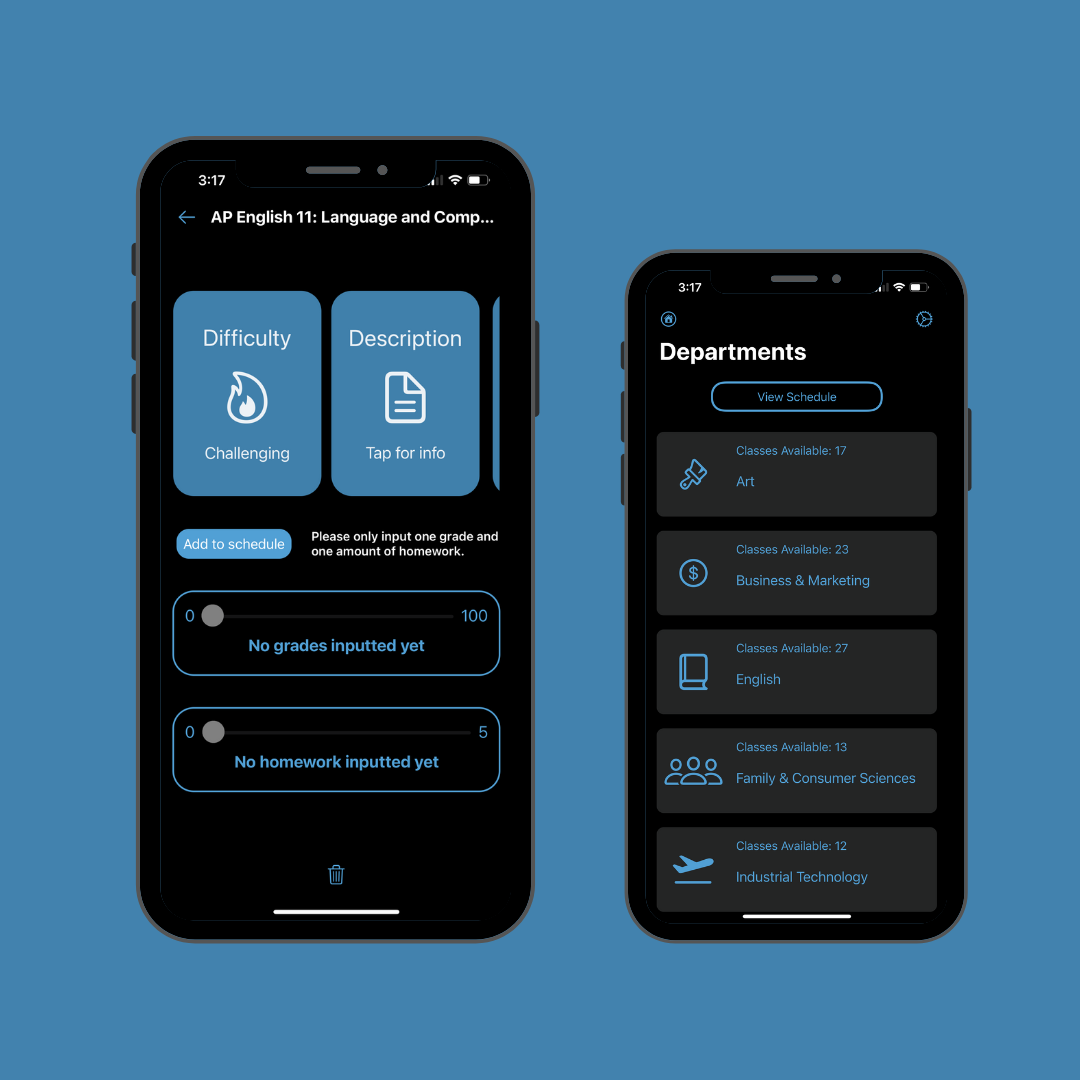 3:17
AP English 11: Language and Comp...
Difficulty
Challenging
Description
Tap for info
Add to schedule
Please only input one grade and
one amount of homework.
0 100
No grades inputted yet
0 5
No homework inputted yet
3:17
Departments
View Schedule
Classes Available: 17
Art
Classes Available: 23
$
Business & Marketing
Classes Available: 27
English
Classes Available: 13
Family & Consumer Sciences
Classes Available: 12
Industrial Technology